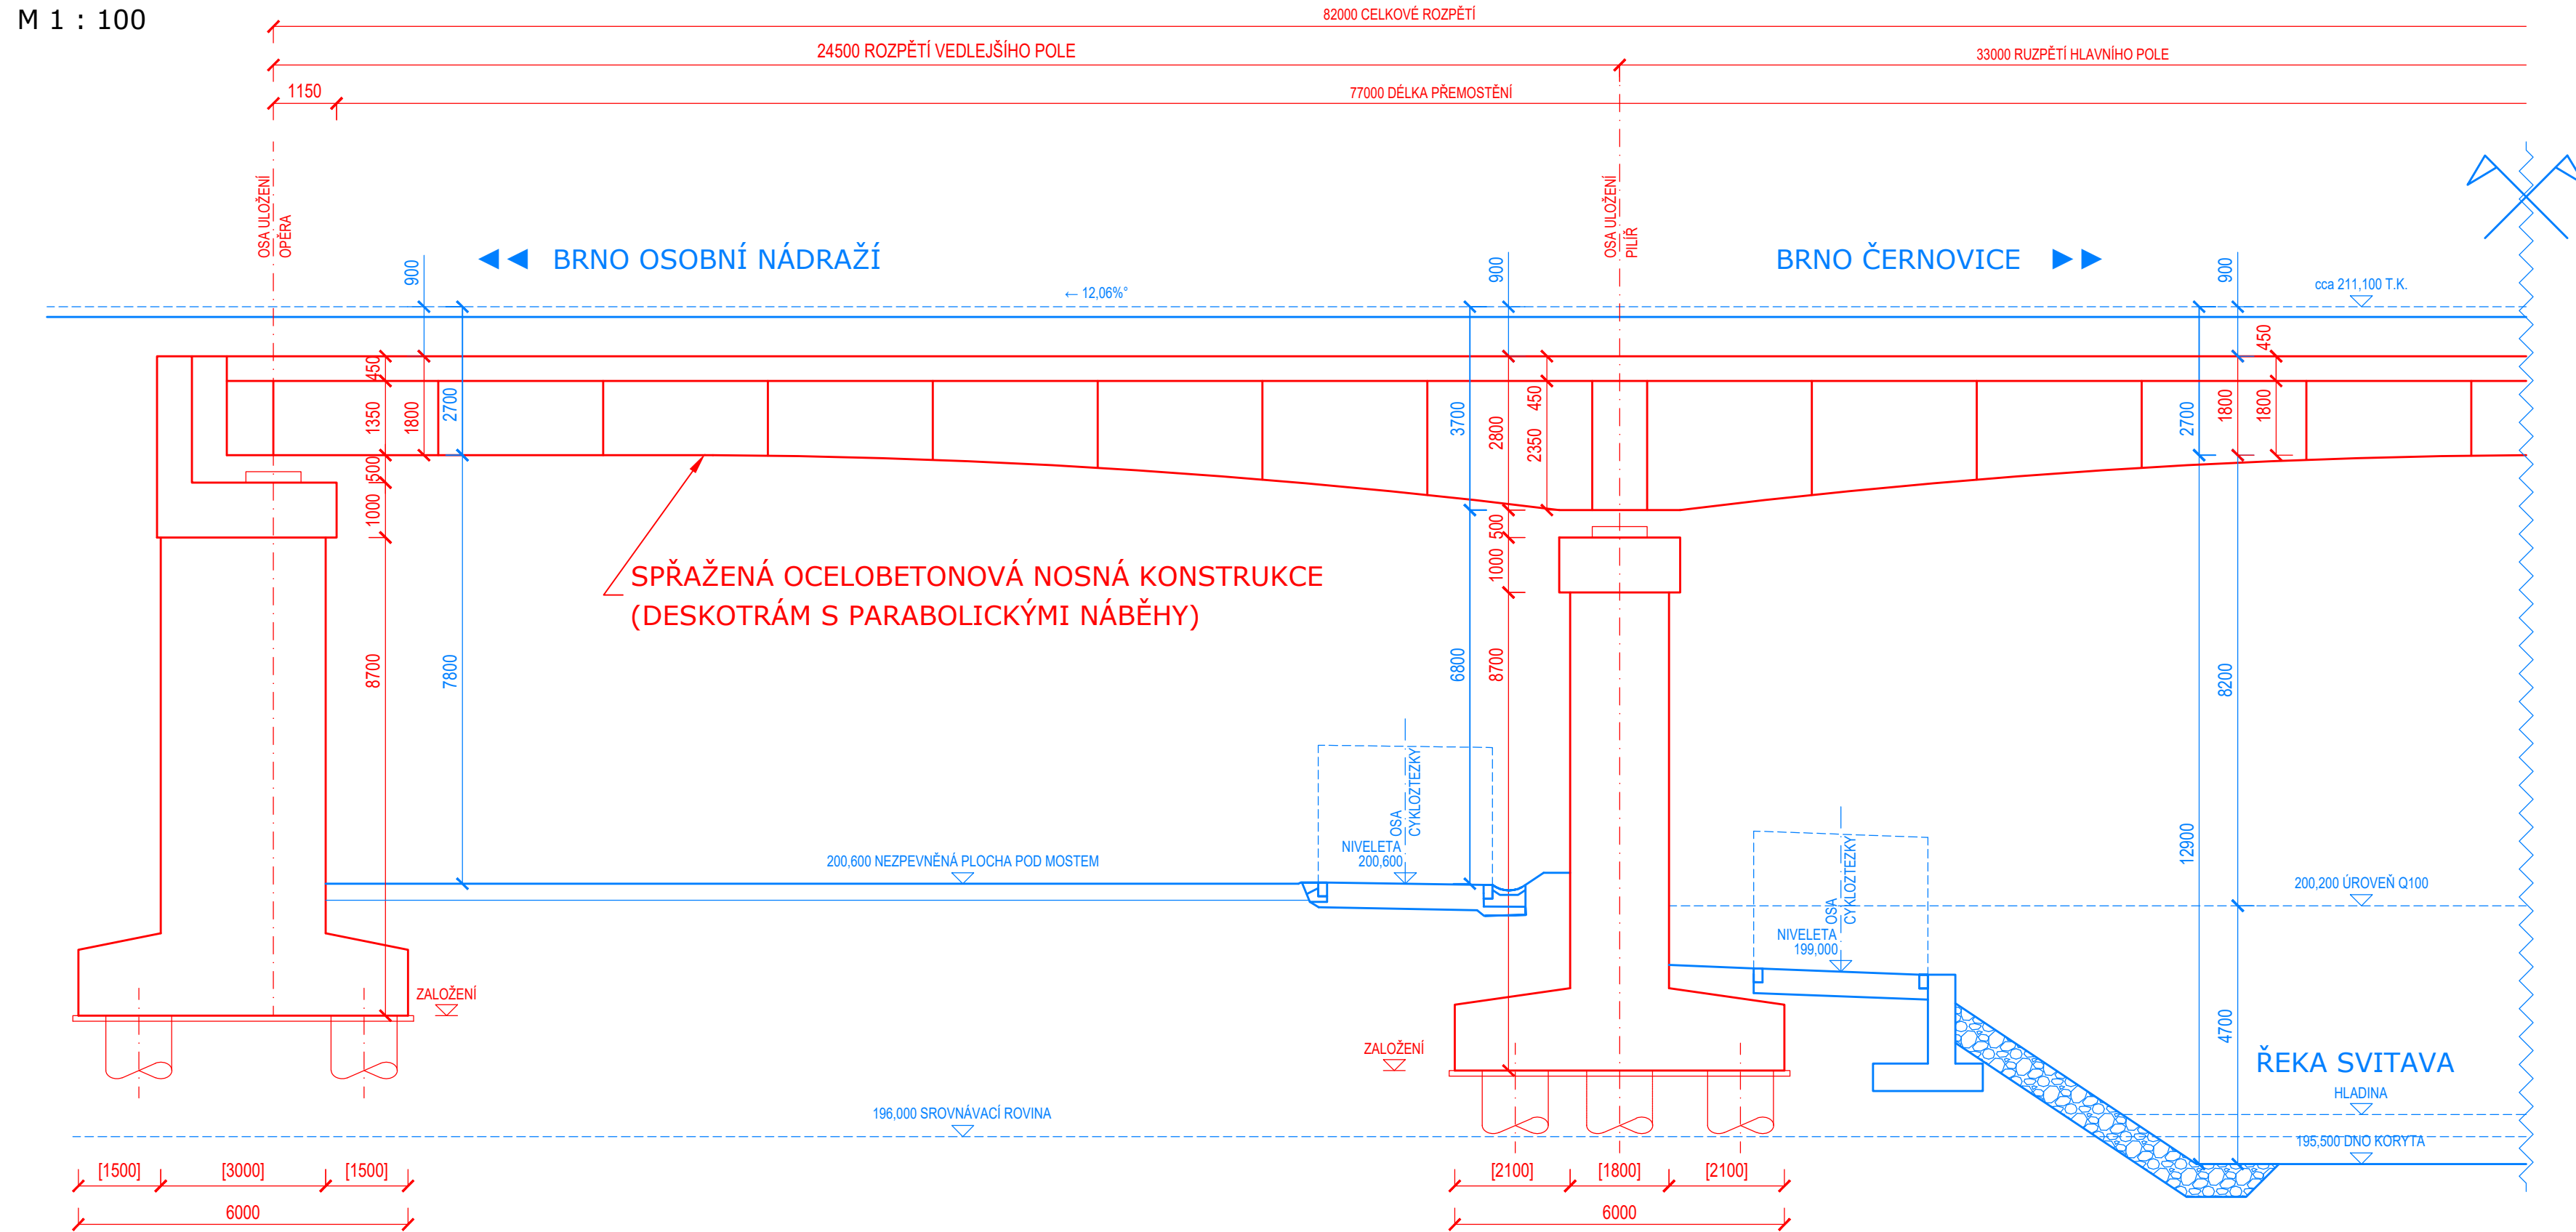 M 1 : 100
82000 CELKOVÉ ROZPĚTÍ
24500 ROZPĚTÍ VEDLEJŠÍHO POLE
33000 RUZPĚTÍ HLAVNÍHO POLE
1150
77000 DÉLKA PŘEMOSTĚNÍ
OSA ULOŽENÍ
OPĚRA
OSA ULOŽENÍ
PILÍŘ
◄◄ BRNO OSOBNÍ NÁDRAŽÍ
BRNO ČERNOVICE ►►
900
900
900
← 12,06%°
cca 211,100 T.K.
450
1350
1800
2700
500
1000
8700
7800
3700
2800
450
2350
500
1000
6800
8700
2700
1800
450
1800
8200
12900
4700
SPŘAŽENÁ OCELOBETONOVÁ NOSNÁ KONSTRUKCE
(DESKOTRÁM S PARABOLICKÝMI NÁBĚHY)
OSA
CYKLOZTEZKY
NIVELETA
200,600
200,600 NEZPEVNĚNÁ PLOCHA POD MOSTEM
OSA
CYKLOZTEZKY
NIVELETA
199,000
200,200 ÚROVEŇ Q100
ZALOŽENÍ
ZALOŽENÍ
ŘEKA SVITAVA
HLADINA
196,000 SROVNÁVACÍ ROVINA
195,500 DNO KORYTA
[1500]
[3000]
[1500]
[2100]
[1800]
[2100]
6000
6000